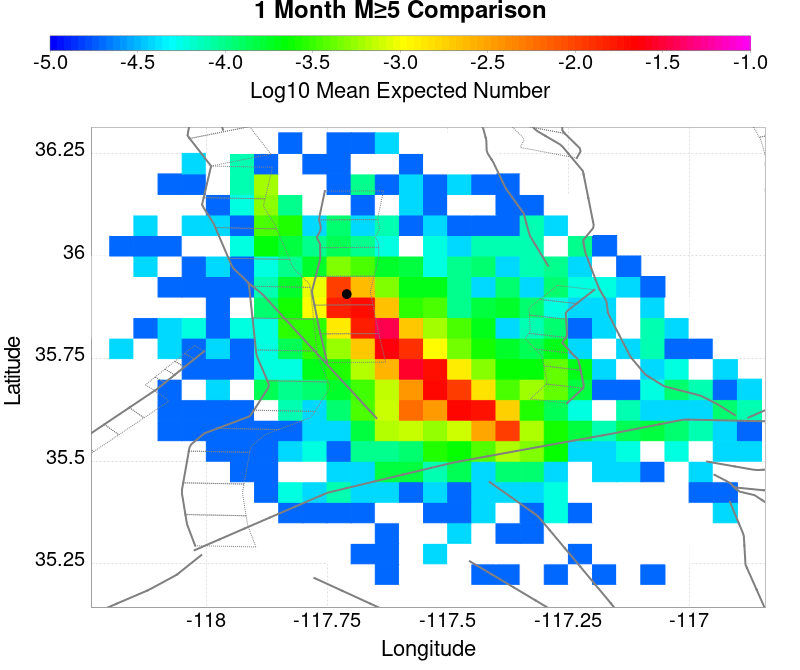 1 Month M≥5 Comparison
-5.0 -4.5 -4.0 -3.5 -3.0 -2.5 -2.0 -1.5 -1.0
Log10 Mean Expected Number
36.25
36
35.75
35.5
35.25
Latitude
-118 -117.75 -117.5 -117.25 -117
Longitude